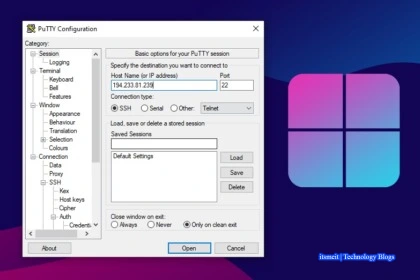 PuTTY Configuration
Category:
Session
Logging
Terminal
Keyboard
Bell
Features
Window
Appearance
Behaviour
Translation
Selection
Colours
Connection
Data
Proxy
SSH
Kex
Host keys
Cipher
Auth
Credenti
Basic options for your PuTTY session
Specify the destination you want to connect to
Host Name (or IP address) Port
194.233.81.239 22
Connection type:
SSH Serial Other: Telnet
Load, save or delete a stored session
Saved Sessions
Default Settings
Load
Save
Delete
Close window on exit:
Always Never Only on clean exit
About Open Cancel
itsmeit | Technology Blogs